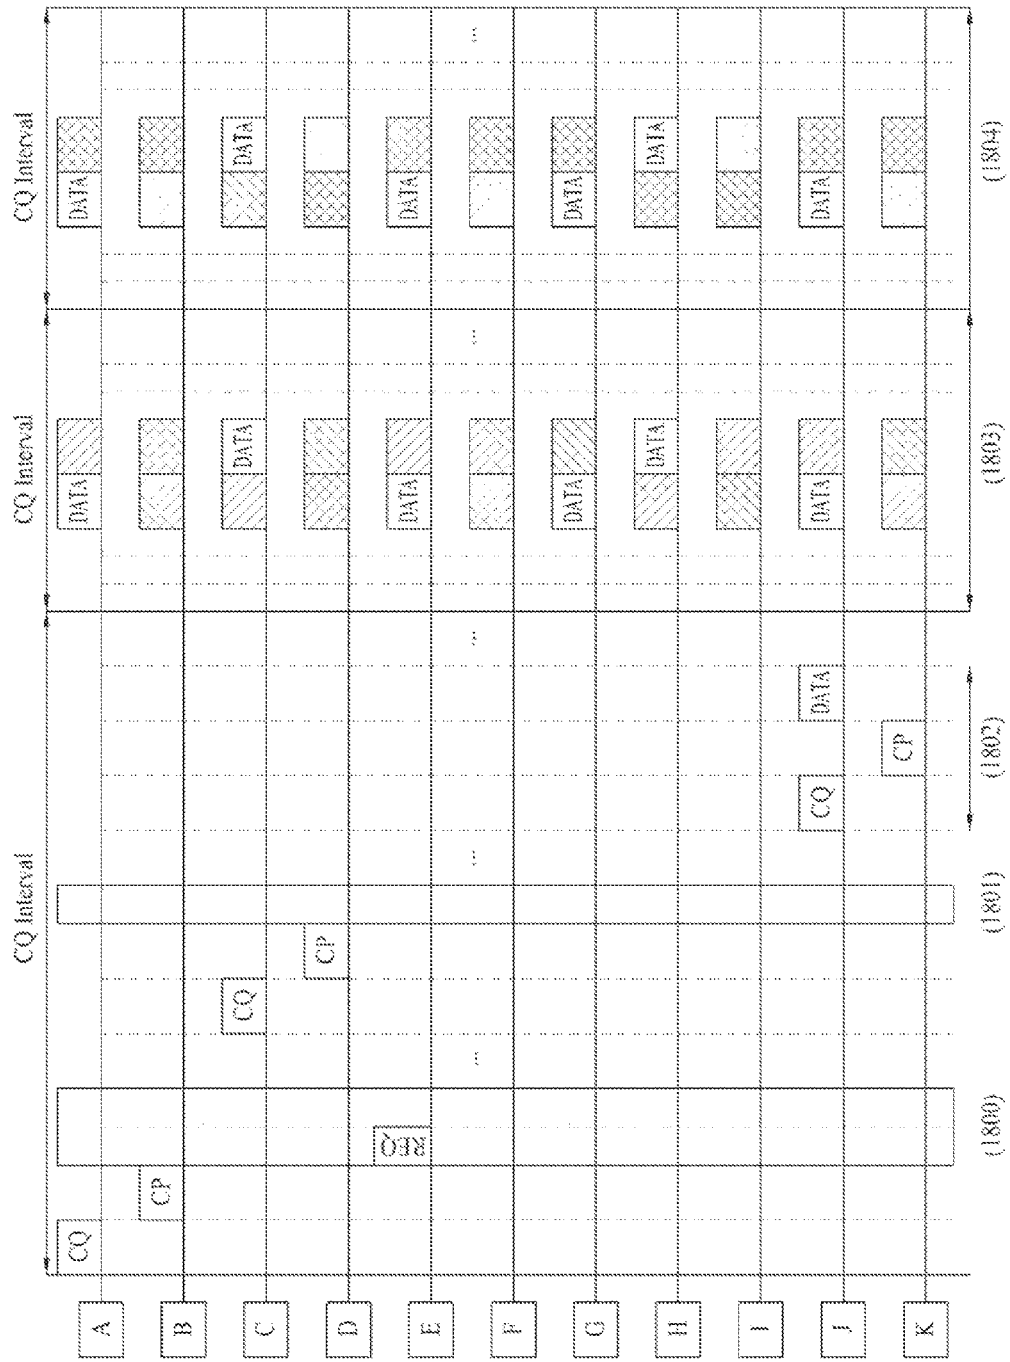 CQ Interval
CQ Interval
CQ Interval
A
CQ
DATA
DATA
B
CP
C
CQ
DATA
DATA
D
CP
E
REQ
DATA
DATA
F
...
...
...
...
...
G
DATA
DATA
H
DATA
DATA
I
J
CQ
DATA
DATA
DATA
K
CP
(1800)
(1801)
(1802)
(1803)
(1804)